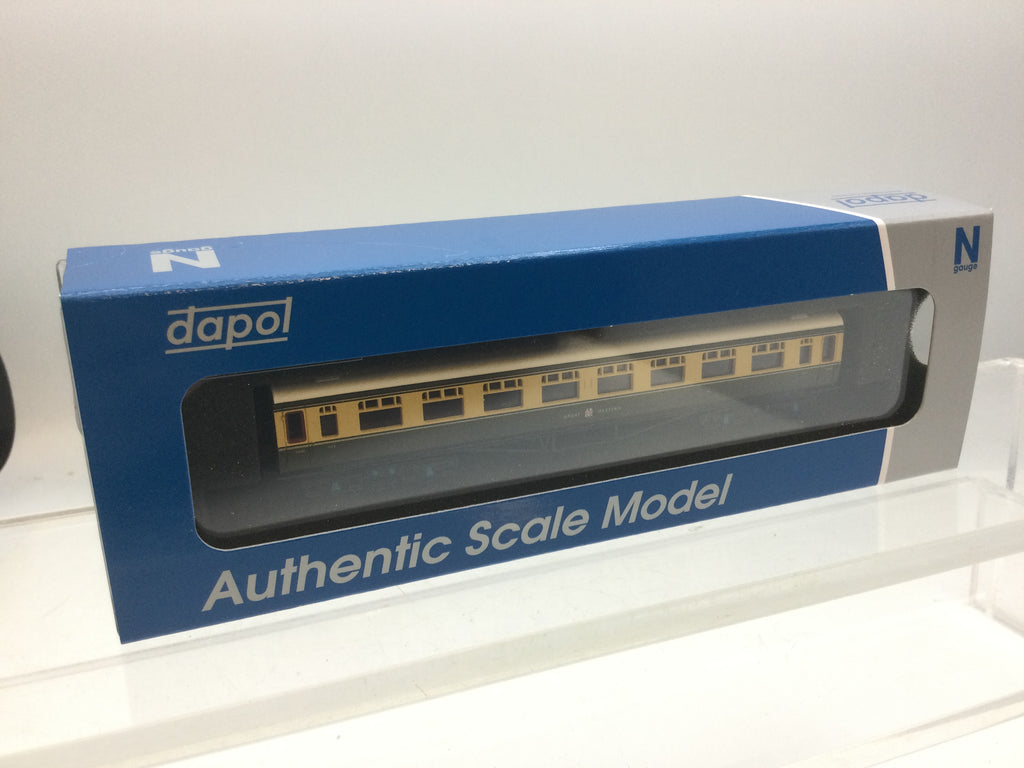 dapol
N
gauge
N
gauge
dapol
GREAT WESTERN
Authentic Scale Model